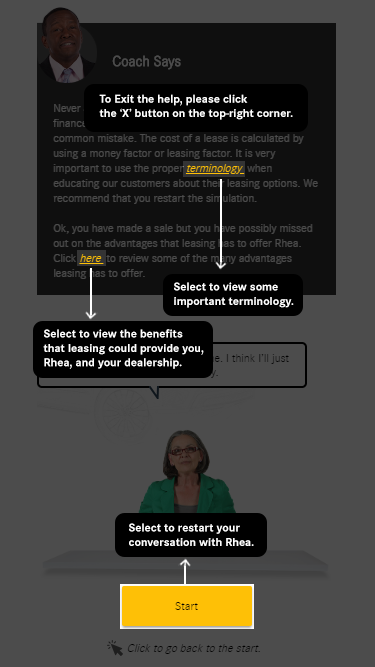 Coach Says
To Exit the help, please click
the ‘X’ button on the top-right corner.
Never
finance
common mistake. The cost of a lease is calculated by
using a money factor or leasing factor. It is very
important to use the proper terminology when
educating our customers about their leasing options. We
recommend that you restart the simulation.
Ok, you have made a sale but you have possibly missed
out on the advantages that leasing has to offer Rhea.
Click here to review some of the many advantages
leasing has to offer.
Select to view some
important terminology.
Select to view the benefits
that leasing could provide you,
Rhea, and your dealership.
I think I'll just
Select to restart your
conversation with Rhea.
Start
Click to go back to the start.